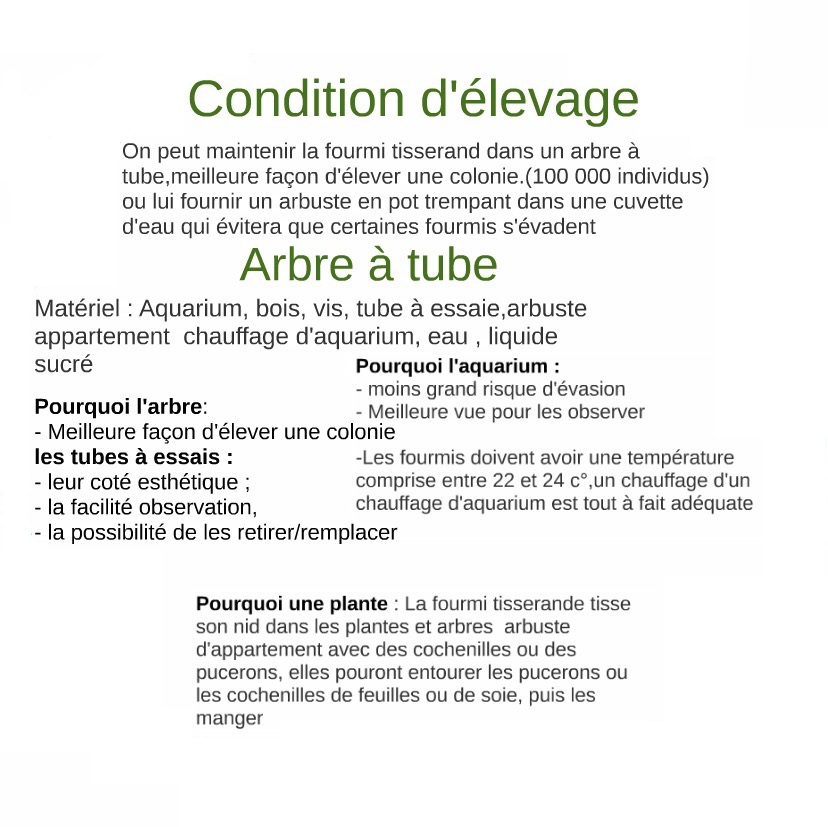 Condition d'élevage
On peut maintenir la fourmi tisserand dans un arbre à
tube,meilleure façon d'élever une colonie.(100 000 individus)
ou lui fournir un arbuste en pot trempant dans une cuvette
d'eau qui évitera que certaines fourmis s'évadent
Arbre à tube
Matériel : Aquarium, bois, vis, tube à essaie,arbuste
appartement  chauffage d'aquarium, eau , liquide
sucré
Pourquoi l'arbre:
- Meilleure façon d'élever une colonie
les tubes à essais :
- leur coté esthétique ;
- la facilité observation,
- la possibilité de les retirer/remplacer
Pourquoi l'aquarium :
- moins grand risque d'évasion
- Meilleure vue pour les observer
-Les fourmis doivent avoir une température
comprise entre 22 et 24 c°,un chauffage d'un
chauffage d'aquarium est tout à fait adéquate
Pourquoi une plante : La fourmi tisserande tisse
son nid dans les plantes et arbres  arbuste
d'appartement avec des cochenilles ou des
pucerons, elles pouront entourer les pucerons ou
les cochenilles de feuilles ou de soie, puis les
manger